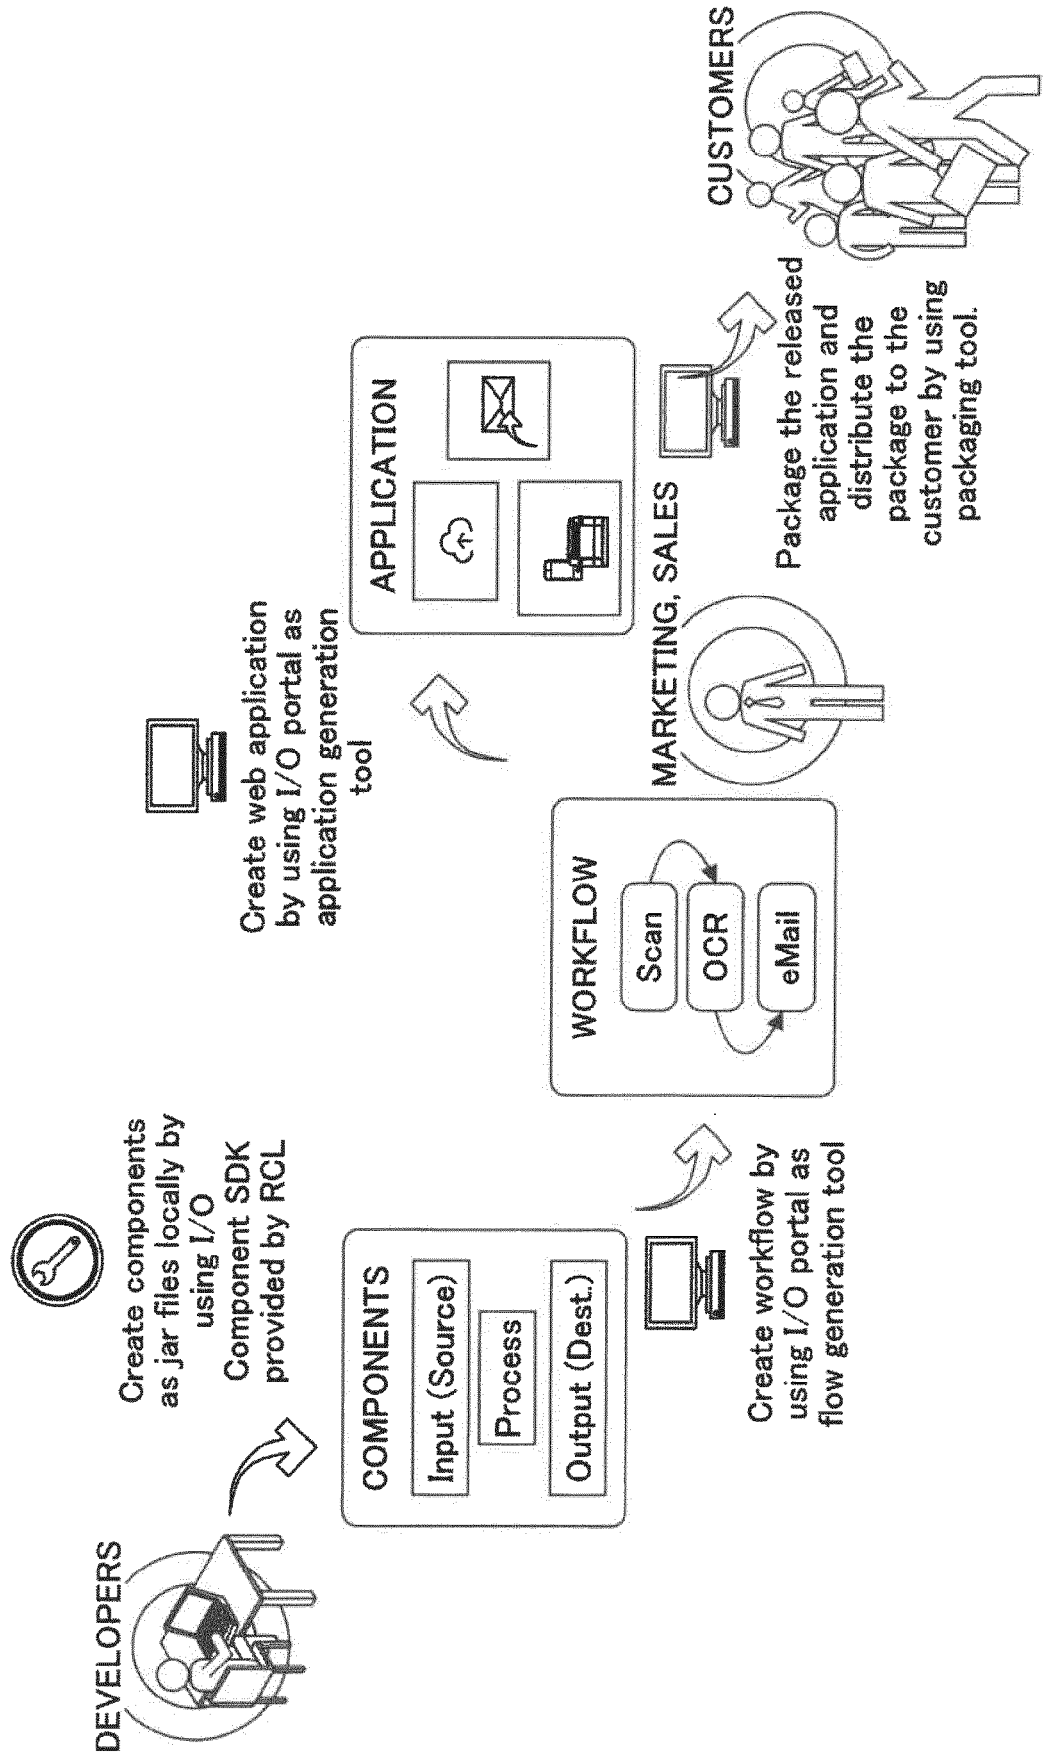 DEVELOPERS
Create components
as jar files locally by
using I/O
Component SDK
provided by RCL
COMPONENTS
Input (Source)
Process
Output (Dest.)
Create workflow by
using I/O portal as
flow generation tool
WORKFLOW
Scan
OCR
eMail
Create web application
by using I/O portal as
application generation
tool
APPLICATION
MARKETING, SALES
Package the released
application and
distribute the
package to the
customer by using
packaging tool.
CUSTOMERS